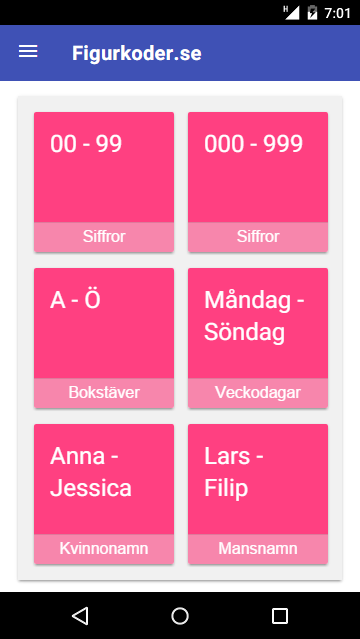 H 7:01
Figurkoder.se
00 - 99
Siffror
000 - 999
Siffror
A - Ö
Bokstäver
Måndag -
Söndag
Veckodagar
Anna -
Jessica
Kvinnonamn
Lars -
Filip
Mansnamn